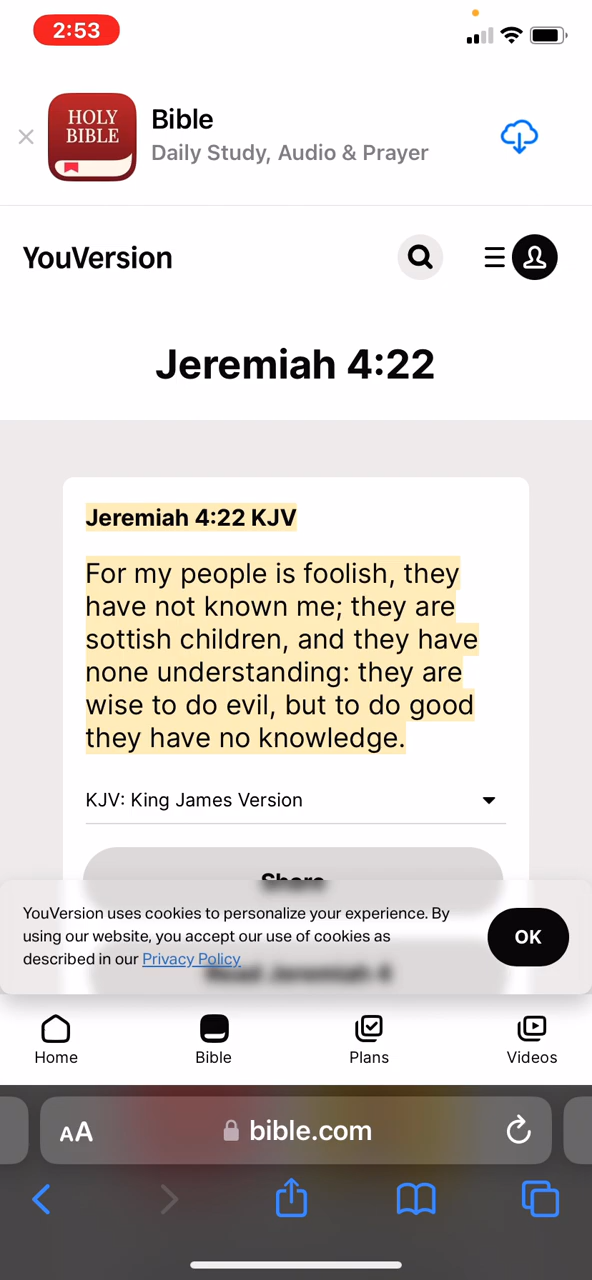 2:53
HOLY
BIBLE
Bible
Daily Study, Audio & Prayer
YouVersion
Jeremiah 4:22
Jeremiah 4:22 KJV
For my people is foolish, they
have not known me; they are
sottish children, and they have
none understanding: they are
wise to do evil, but to do good
they have no knowledge.
KJV: King James Version
Share
YouVersion uses cookies to personalize your experience. By
using our website, you accept our use of cookies as
described in our Privacy Policy
OK
Read Jeremiah 4
Home
Bible
Plans
Videos
AA
bible.com